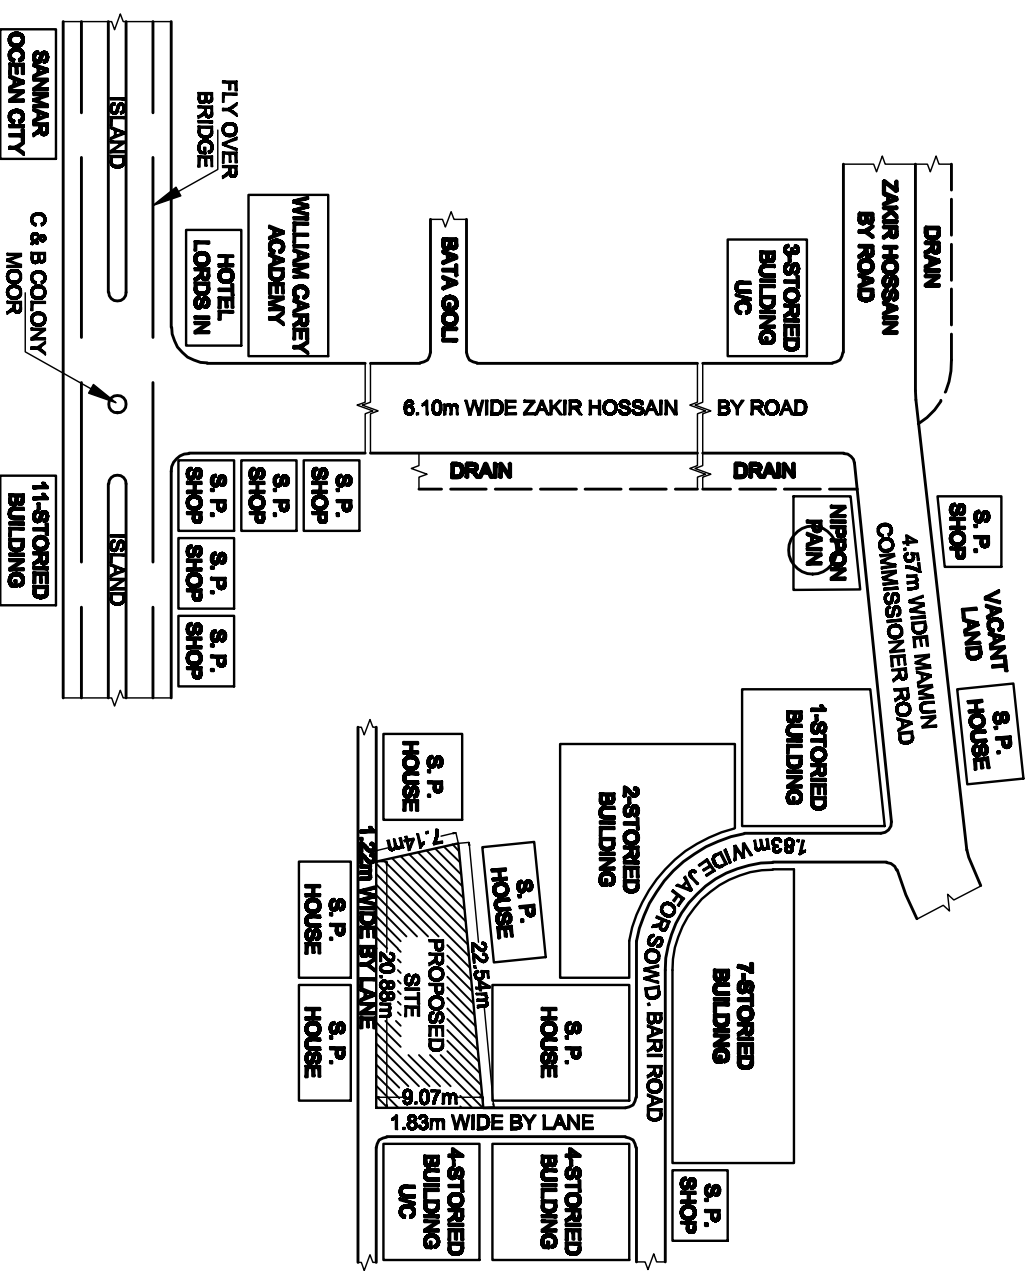 SANMAR
OCEAN CITY
ISLAND
FLY OVER
BRIDGE
C & B COLONY
MOOR
HOTEL
LORDS IN
WILLIAM CAREY
ACADEMY
BATA GOLI
3-STORIED
BUILDING
U/C
ZAKIR HOSSAIN
BY ROAD
DRAIN
6.10m WIDE ZAKIR HOSSAIN
BY ROAD
DRAIN
DRAIN
11-STORIED
BUILDING
ISLAND
S. P.
SHOP
S. P.
SHOP
S. P.
SHOP
S. P.
SHOP
S. P.
SHOP
NIPPON
PAIN
4.57m WIDE MAMUN
COMMISSIONER ROAD
S. P.
SHOP
VACANT
LAND
S. P.
HOUSE
1-STORIED
BUILDING
2-STORIED
BUILDING
1.83m WIDE JAFOR SOWD. BARI ROAD
7-STORIED
BUILDING
S. P.
HOUSE
7.14m
1.22m WIDE BY LANE
S. P.
HOUSE
S. P.
HOUSE
S. P.
HOUSE
22.54m
PROPOSED
SITE
20.88m
9.07m
S. P.
HOUSE
1.83m WIDE BY LANE
4-STORIED
BUILDING
U/C
4-STORIED
BUILDING
S. P.
SHOP